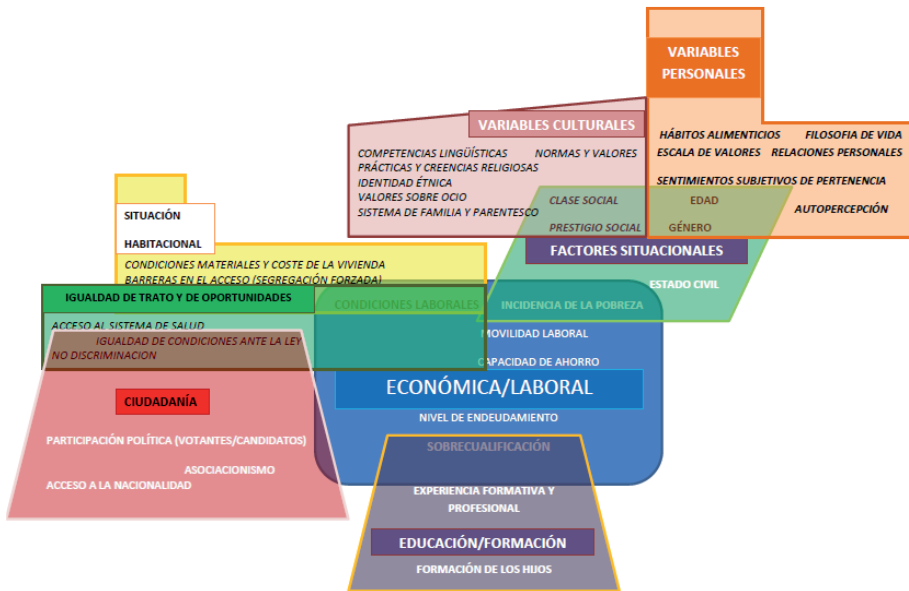 VARIABLES
PERSONALES
VARIABLES CULTURALES
HÁBITOS ALIMENTICIOS FILOSOFIA DE VIDA
ESCALA DE VALORES RELACIONES PERSONALES
SENTIMIENTOS SUBJETIVOS DE PERTENENCIA
AUTOPERCEPCIÓN
COMPETENCIAS LINGÜÍSTICAS NORMAS Y VALORES
PRÁCTICAS Y CREENCIAS RELIGIOSAS
IDENTIDAD ÉTNICA
VALORES SOBRE OCIO
SISTEMA DE FAMILIA Y PARENTESCO
CLASE SOCIAL EDAD
PRESTIGIO SOCIAL GÉNERO
FACTORES SITUACIONALES
ESTADO CIVIL
SITUACIÓN
HABITACIONAL
CONDICIONES MATERIALES Y COSTE DE LA VIVIENDA
BARRERAS EN EL ACCESO (SEGREGACIÓN FORZADA)
IGUALDAD DE TRATO Y DE OPORTUNIDADES
ACCESO AL SISTEMA DE SALUD
IGUALDAD DE CONDICIONES ANTE LA LEY
NO DISCRIMINACION
CONDICIONES LABORALES INCIDENCIA DE LA POBREZA
MOVILIDAD LABORAL
CAPACIDAD DE AHORRO
ECONÓMICA/LABORAL
NIVEL DE ENDEUDAMIENTO
SOBRECUALIFICACIÓN
CIUDADANÍA
PARTICIPACIÓN POLÍTICA (VOTANTES/CANDIDATOS)
ASOCIACIONISMO
ACCESO A LA NACIONALIDAD
EXPERIENCIA FORMATIVA Y
PROFESIONAL
EDUCACIÓN/FORMACIÓN
FORMACIÓN DE LOS HIJOS